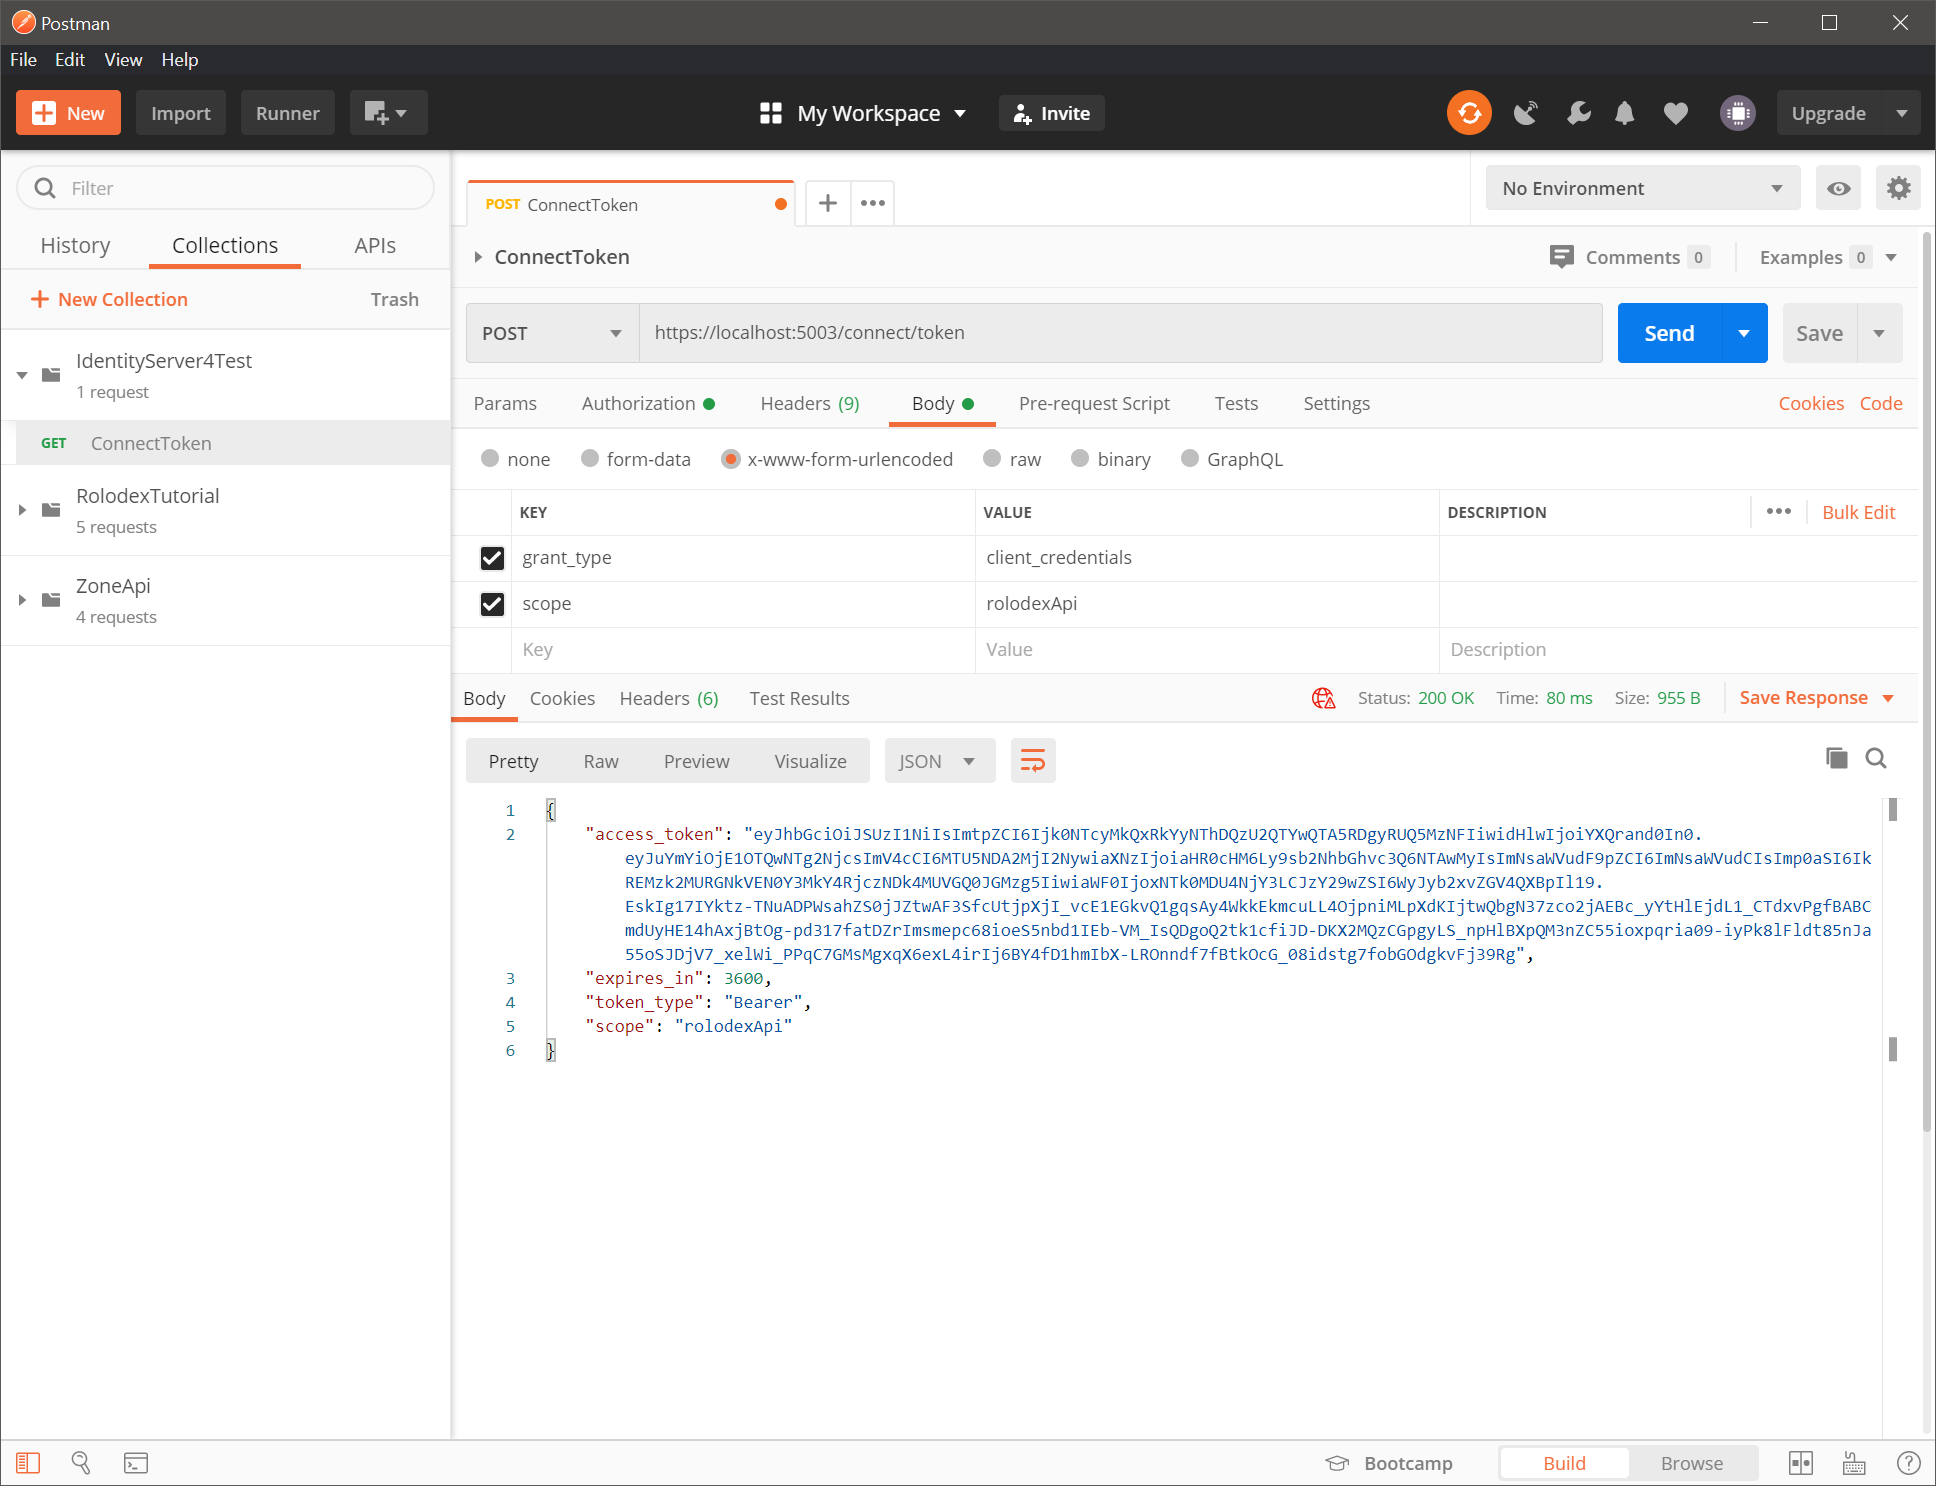 Postman
File Edit View Help
New Import Runner My Workspace Invite Upgrade
Filter
History Collections APIs
New Collection Trash
IdentityServer4Test
1 request
GET ConnectToken
RolodexTutorial
5 requests
ZoneApi
4 requests
POST ConnectToken
No Environment
ConnectToken Comments 0 Examples 0
POST https://localhost:5003/connect/token Send Save
Params Authorization Headers (9) Body Pre-request Script Tests Settings Cookies Code
none form-data x-www-form-urlencoded raw binary GraphQL
KEY VALUE DESCRIPTION Bulk Edit
grant_type client_credentials
scope rolodexApi
Key Value Description
Body Cookies Headers (6) Test Results Status: 200 OK Time: 80 ms Size: 955 B Save Response
Pretty Raw Preview Visualize JSON
1 {
2 "access_token": "eyJhbGciOiJSUzI1NiIsImtpZCI6Ijk0NTcyMkQxRkYyNThDQzU2QTYwQTA5RDgyRUQ5MzNFIiwidHlwIjoiYXQrand0In0.
eyJuYmYiOjE1OTQwNTg2NjcsImV4cCI6MTU5NDA2MjI2NywiaXNzIjoiaHR0cHM6Ly9sb2NhbGhvc3Q6NTAwMyIsImNsaWVudF9pZCI6ImNsaWVudCIsImp0aSI6Ik
REMzk2MURGNkVEN0Y3MkY4RjczNDk4MUVGQ0JGMzg5IiwiaWF0IjoxNTk0MDU4NjY3LCJzY29wZSI6WyJyb2xvZGV4QXBpIl19.
EskIg17IYktz-TNuADPWsahZS0jJZtwAF3SfcUtjpXjI_vcE1EGkvQ1gqsAy4WkkEkmcuLL4OjpniMLpXdKIjtwQbgN37zco2jAEBc_yYtHlEjdL1_CTdxvPgfBABC
mdUyHE14hAxjBtOg-pd317fatDZrImsmepc68ioeS5nbd1IEb-VM_IsQDgoQ2tk1cfiJD-DKX2MQzCGpgyLS_npHlBXpQM3nZC55ioxpqria09-iyPk8lFldt85nJa
55oSJDjV7_xelWi_PPqC7GMsMgxqX6exL4irIj6BY4fD1hmIbX-LROnndf7fBtkOcG_08idstg7fobGOdgkvFj39Rg",
3 "expires_in": 3600,
4 "token_type": "Bearer",
5 "scope": "rolodexApi"
6 }
Bootcamp Build Browse